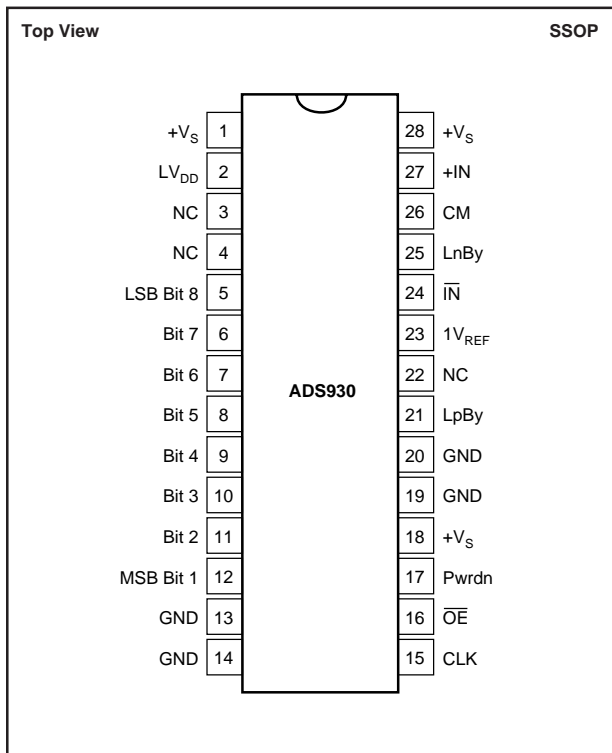 Top View SSOP
+VS 1 28 +VS
LVDD 2 27 +IN
NC 3 26 CM
NC 4 25 LnBy
LSB Bit 8 5 24 I̅N̅
Bit 7 6 23 1VREF
Bit 6 7 22 NC
ADS930
Bit 5 8 21 LpBy
Bit 4 9 20 GND
Bit 3 10 19 GND
Bit 2 11 18 +VS
MSB Bit 1 12 17 Pwrdn
GND 13 16 O̅E̅
GND 14 15 CLK